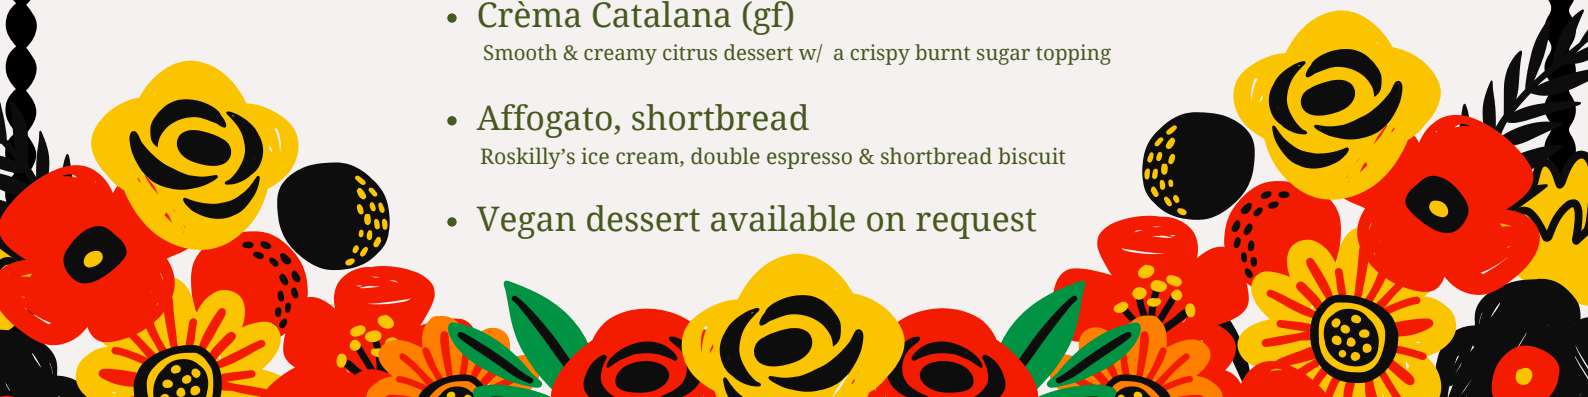 • Crèma Catalana (gf)
Smooth & creamy citrus dessert w/ a crispy burnt sugar topping
• Affogato, shortbread
Roskilly’s ice cream, double espresso & shortbread biscuit
• Vegan dessert available on request